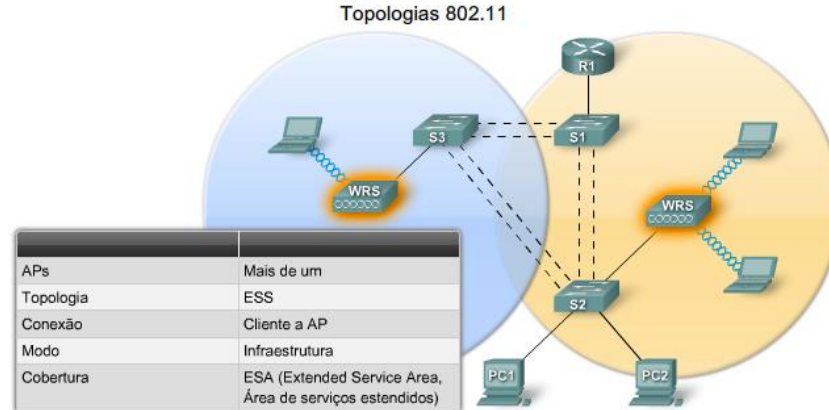 Topologias 802.11
R1
S3
S1
WRS
WRS
APs Mais de um
Topologia ESS
Conexão Cliente a AP
Modo Infraestrutura
Cobertura ESA (Extended Service Area,
Área de serviços estendidos)
S2
PC1
PC2